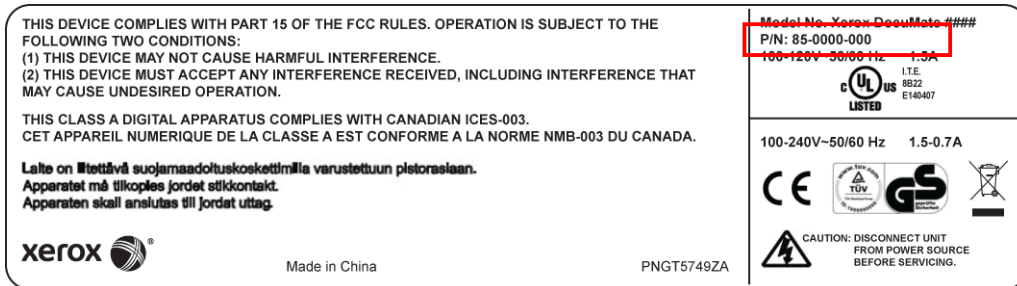 THIS DEVICE COMPLIES WITH PART 15 OF THE FCC RULES. OPERATION IS SUBJECT TO THE
FOLLOWING TWO CONDITIONS:
(1) THIS DEVICE MAY NOT CAUSE HARMFUL INTERFERENCE.
(2) THIS DEVICE MUST ACCEPT ANY INTERFERENCE RECEIVED, INCLUDING INTERFERENCE THAT
MAY CAUSE UNDESIRED OPERATION.
THIS CLASS A DIGITAL APPARATUS COMPLIES WITH CANADIAN ICES-003.
CET APPAREIL NUMERIQUE DE LA CLASSE A EST CONFORME A LA NORME NMB-003 DU CANADA.
Laite on liitettävä suojamaadoituskoskettimilla varustettuun pistorasiaan.
Apparatet må tilkoples jordet stikkontakt.
Apparaten skall anslutas till jordat uttag.
xerox
Made in China
PNGT5749ZA
Model No. Xerox DocuMate ####
P/N: 85-0000-000
100-120V~50/60 Hz 1.5A
C UL US
LISTED
I.T.E.
8B22
E140407
100-240V~50/60 Hz 1.5-0.7A
CE
www.tuv.com
TÜV
GS
geprüfte
Sicherheit
CAUTION: DISCONNECT UNIT
FROM POWER SOURCE
BEFORE SERVICING.